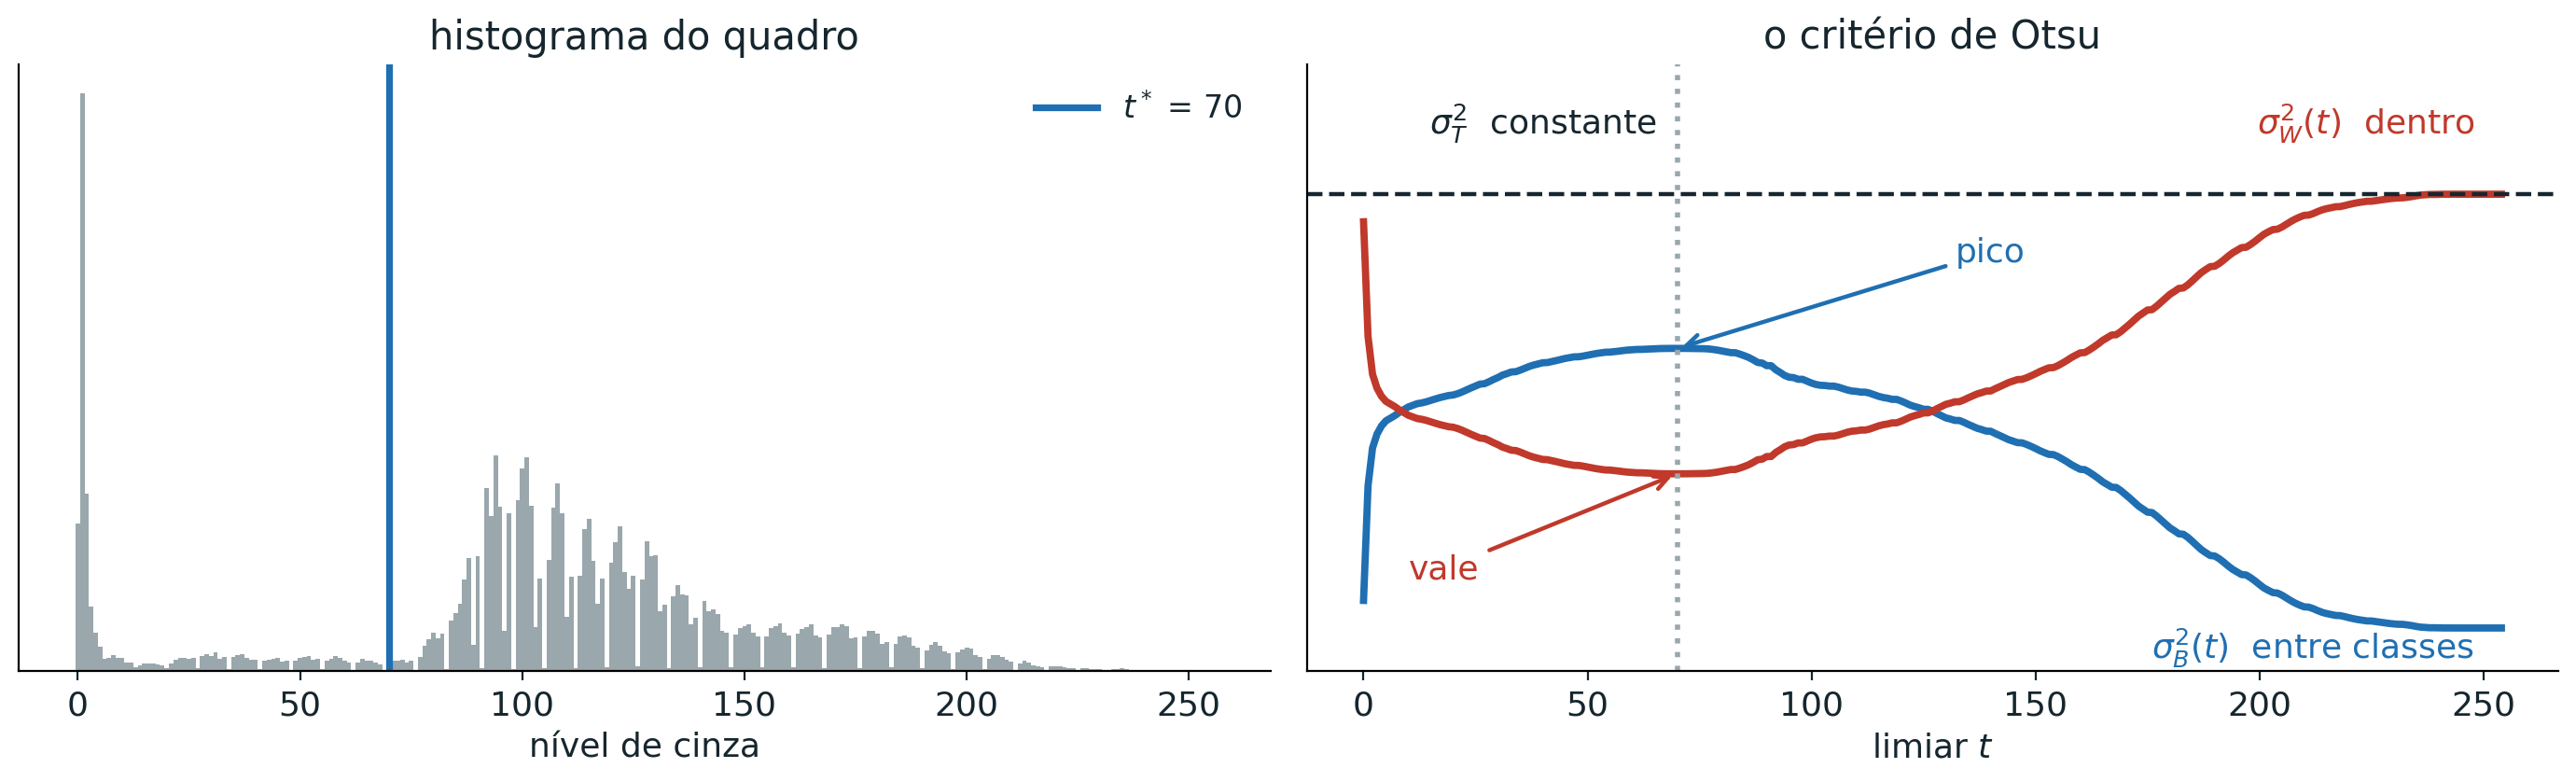 histograma do quadro
t* = 70
0 50 100 150 200 250
nível de cinza
o critério de Otsu
σ²_T constante
σ²_W(t) dentro
pico
vale
σ²_B(t) entre classes
0 50 100 150 200 250
limiar t